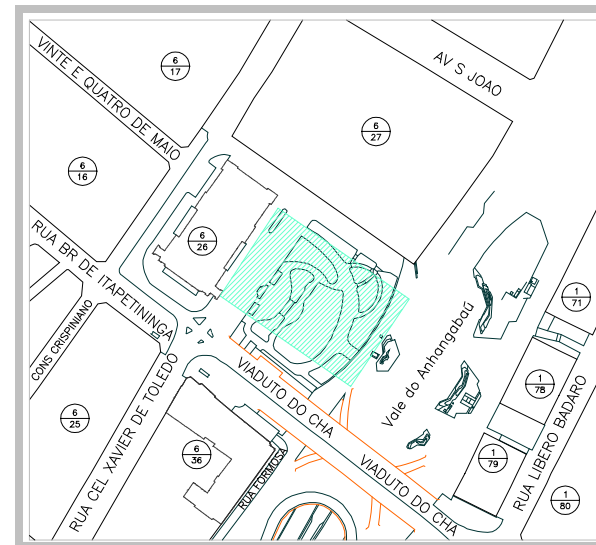 VINTE E QUATRO DE MAIO
6
17
AV S JOAO
6
27
6
16
RUA BR DE ITAPETININGA
6
26
CONS CRISPINIANO
6
25
RUA CEL XAVIER DE TOLEDO
VIADUTO DO CHA
6
36
RUA FORMOSA
VIADUTO DO CHA
Vale do Anhangabaú
1
71
1
78
1
79
RUA LIBERO BADARO
1
80